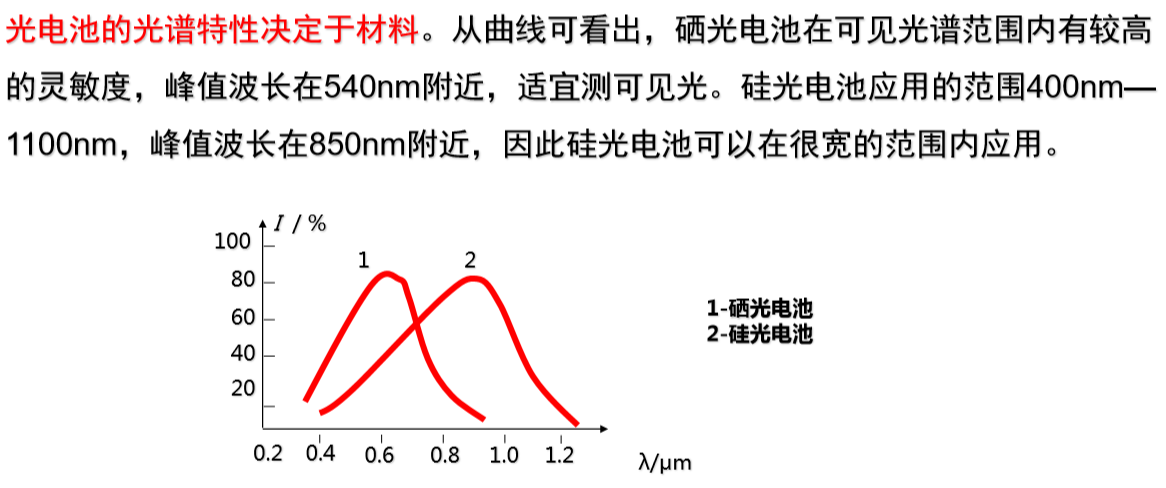 光电池的光谱特性决定于材料。从曲线可看出，硒光电池在可见光谱范围内有较高
的灵敏度，峰值波长在540nm附近，适宜测可见光。硅光电池应用的范围400nm—
1100nm，峰值波长在850nm附近，因此硅光电池可以在很宽的范围内应用。
I / %
100
80
60
40
20
1
2
0.2 0.4 0.6 0.8 1.0 1.2
λ/μm
1-硒光电池
2-硅光电池